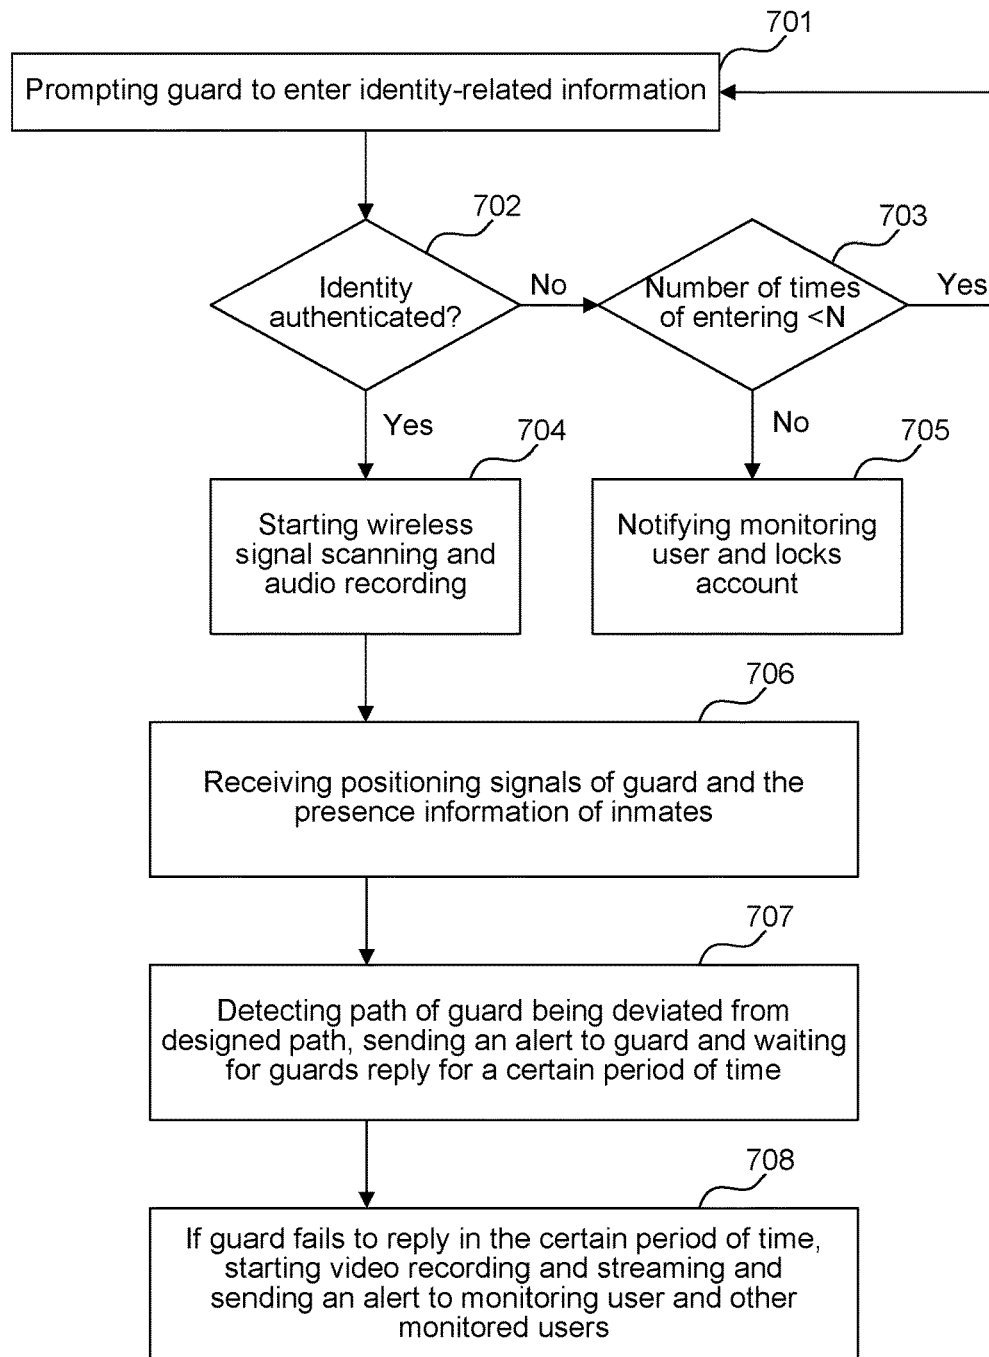 701
Prompting guard to enter identity-related information
702
Identity
authenticated?
No
703
Number of times
of entering <N
Yes
Yes
No
704
Starting wireless
signal scanning and
audio recording
705
Notifying monitoring
user and locks
account
706
Receiving positioning signals of guard and the
presence information of inmates
707
Detecting path of guard being deviated from
designed path, sending an alert to guard and waiting
for guards reply for a certain period of time
708
If guard fails to reply in the certain period of time,
starting video recording and streaming and
sending an alert to monitoring user and other
monitored users